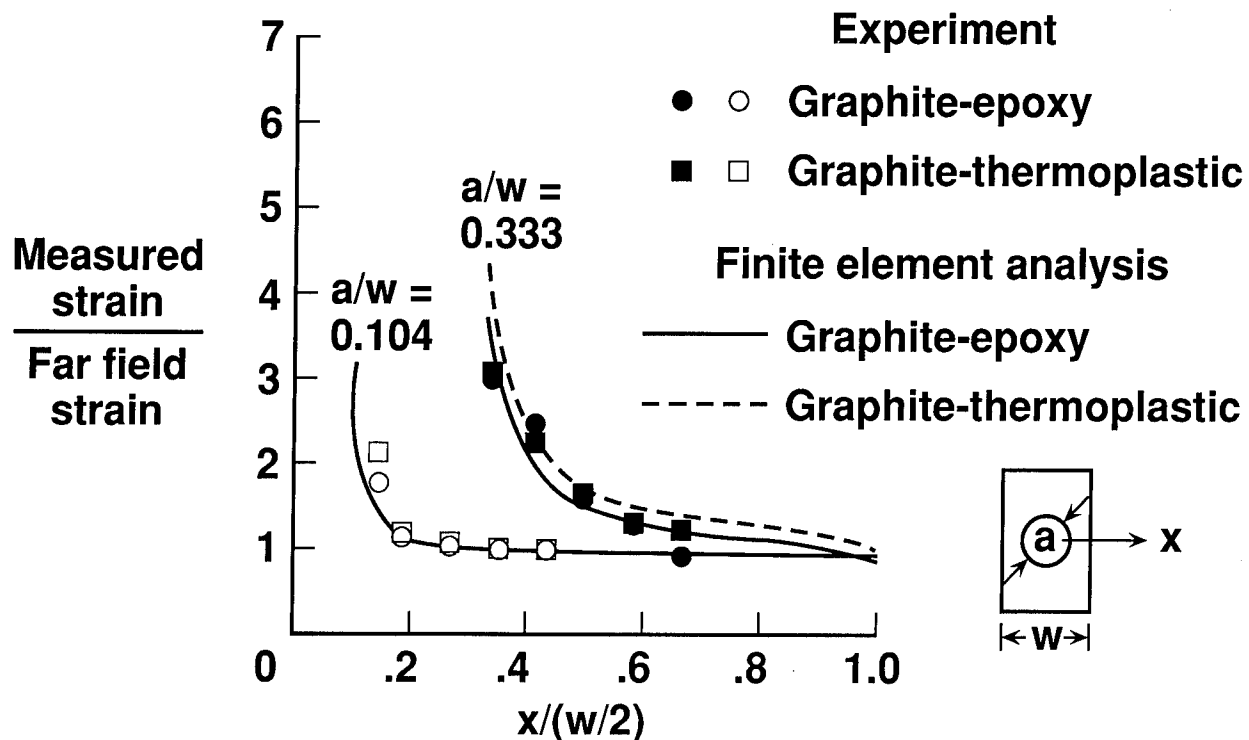 7
6
5
4
3
2
1
0
.2
.4
.6
.8
1.0
Measured
strain
Far field
strain
x/(w/2)
a/w =
0.104
a/w =
0.333
Experiment
Graphite-epoxy
Graphite-thermoplastic
Finite element analysis
Graphite-epoxy
Graphite-thermoplastic
a
x
w